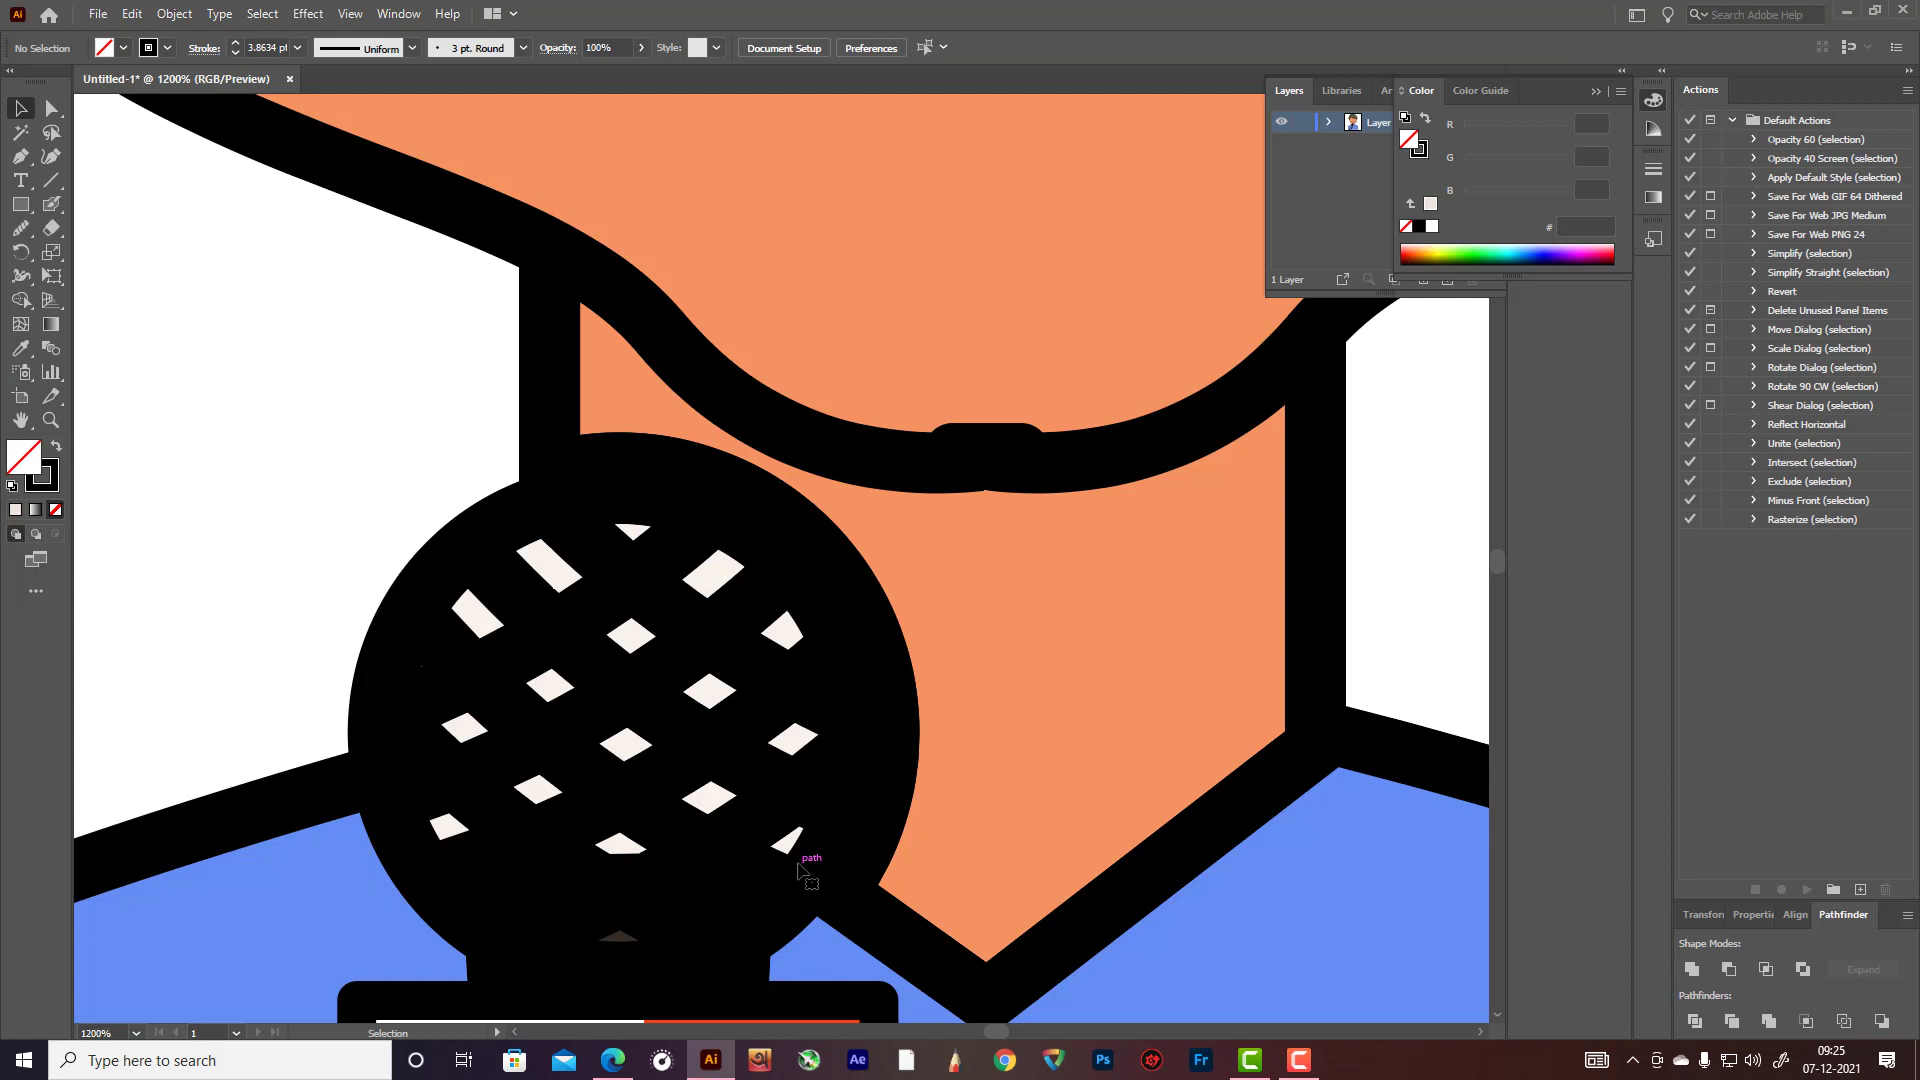 Ai File Edit Object Type Select Effect View Window Help Search Adobe Help
No Selection Stroke: 3.8634 pt Uniform 3 pt. Round Opacity: 100% Style: Document Setup Preferences
Untitled-1* @ 1200% (RGB/Preview)
Layers Libraries Ar Color Color Guide
Layer
R
G
B
#
1 Layer
Actions
Default Actions
Opacity 60 (selection)
Opacity 40 Screen (selection)
Apply Default Style (selection)
Save For Web GIF 64 Dithered
Save For Web JPG Medium
Save For Web PNG 24
Simplify (selection)
Simplify Straight (selection)
Revert
Delete Unused Panel Items
Move Dialog (selection)
Scale Dialog (selection)
Rotate Dialog (selection)
Rotate 90 CW (selection)
Shear Dialog (selection)
Reflect Horizontal
Unite (selection)
Intersect (selection)
Exclude (selection)
Minus Front (selection)
Rasterize (selection)
path
Transforn Propertie Align Pathfinder
Shape Modes:
Expand
Pathfinders:
1200% 1 Selection
Type here to search
Ai Ae Ps Fr
09:25
07-12-2021